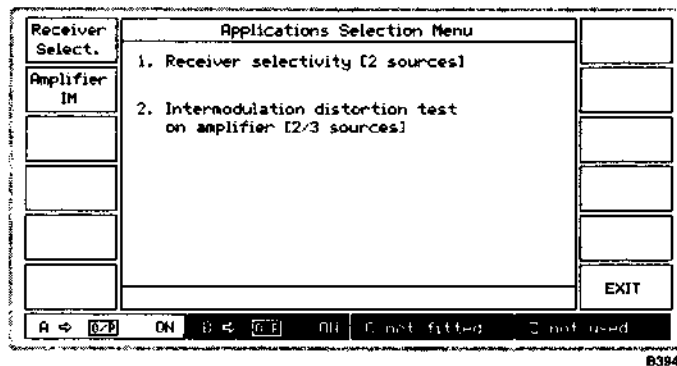 Receiver
Select.
Applications Selection Menu
1. Receiver selectivity [2 sources]
Amplifier
IM
2. Intermodulation distortion test
on amplifier [2/3 sources]
EXIT
A ⇨ O/P ON B ⇨ O/P ON C not fitted D not used
B394